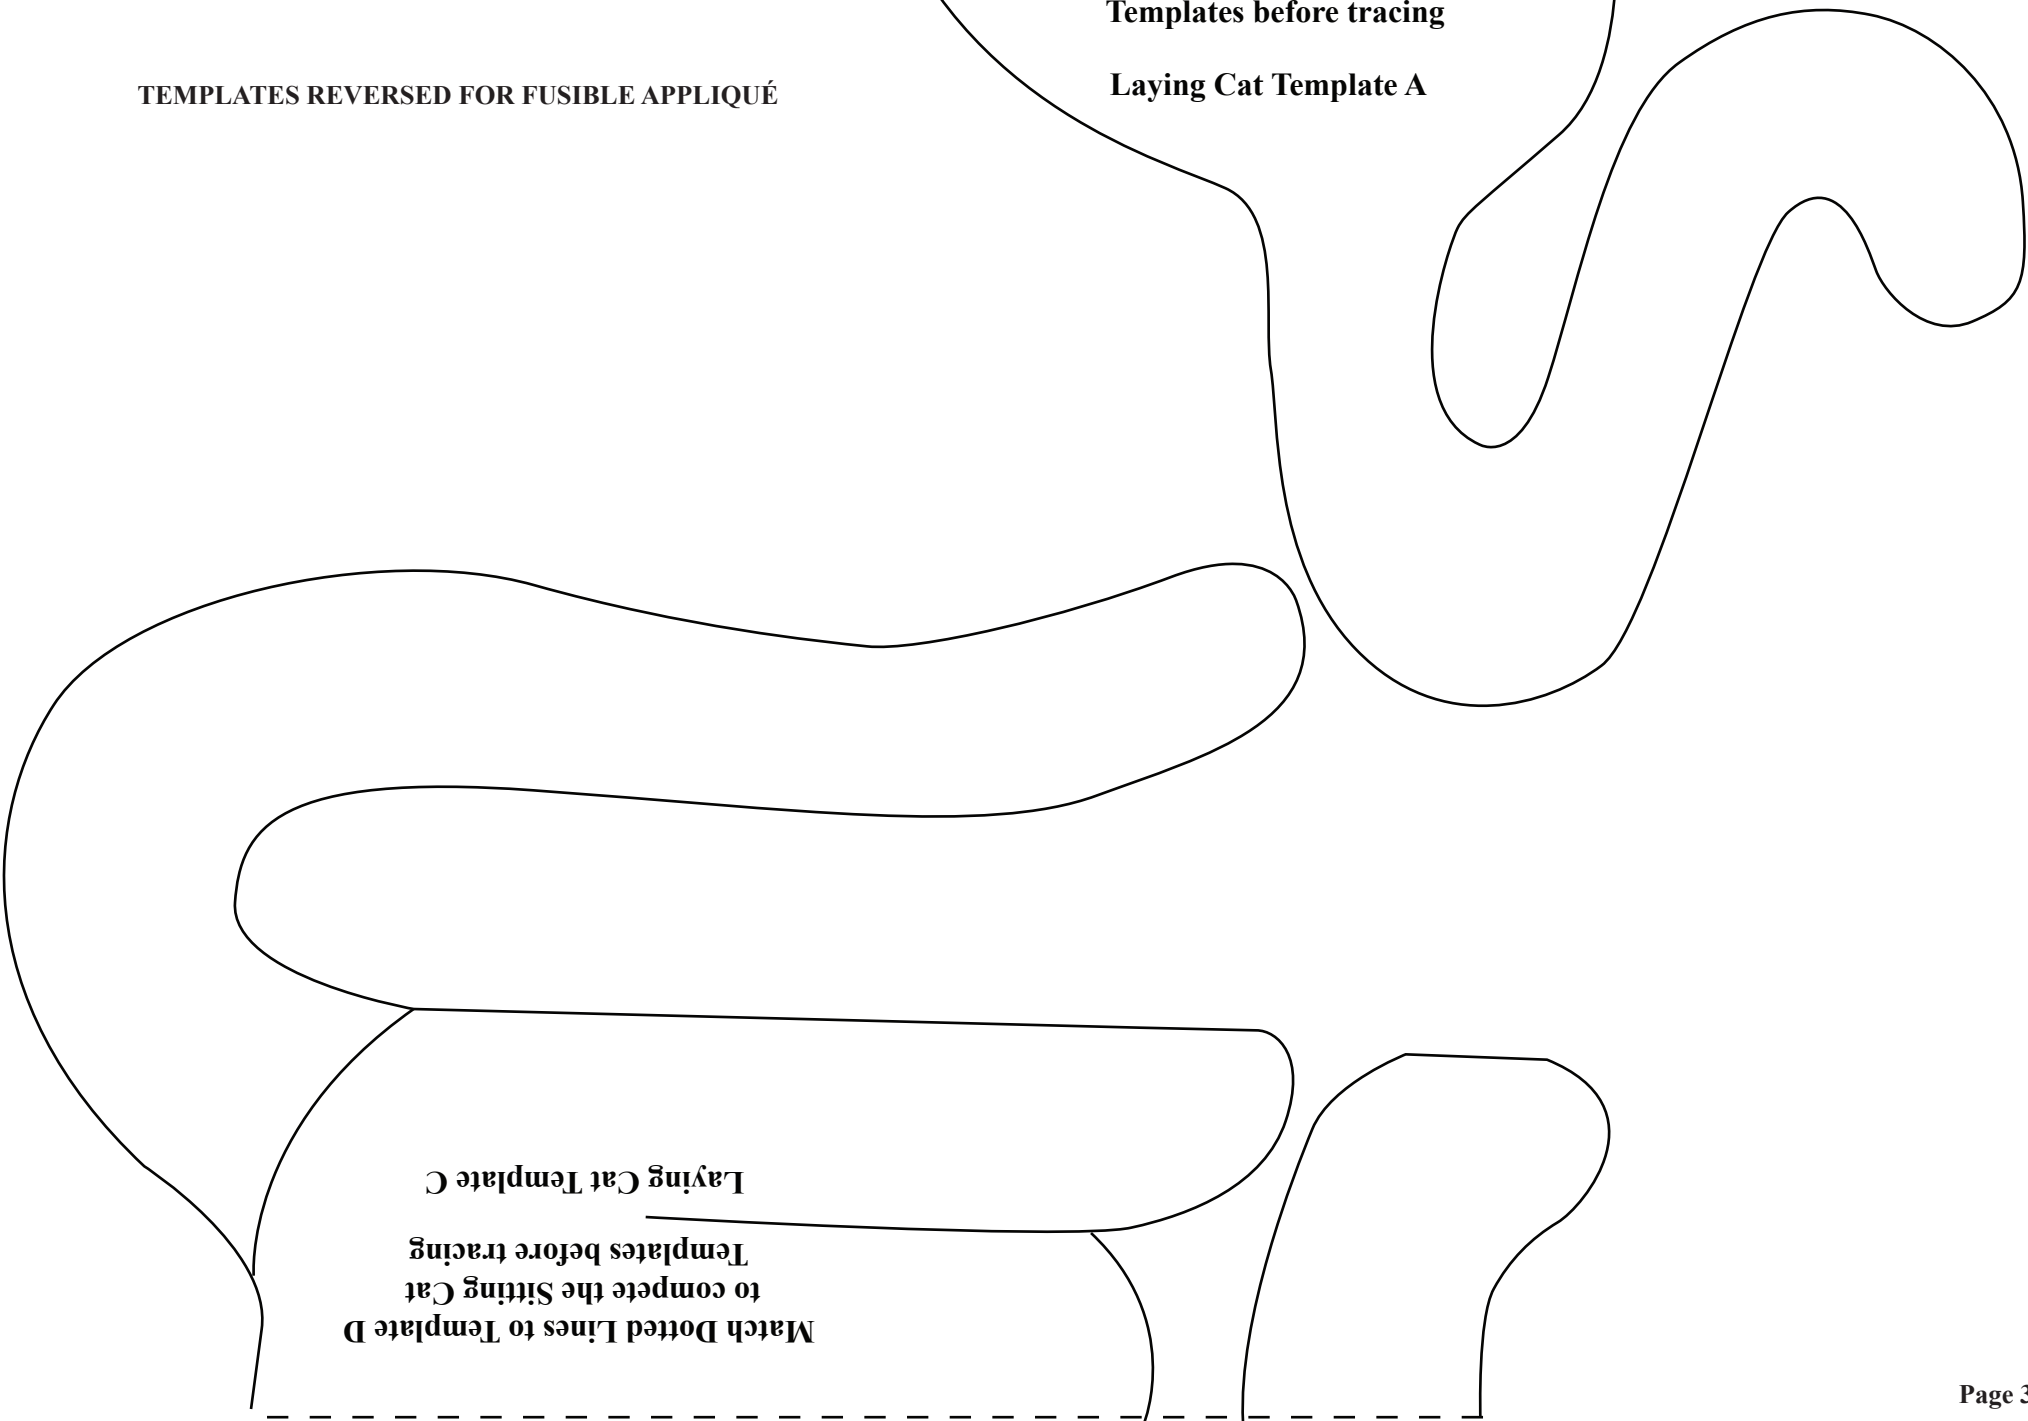 Templates before tracing
Laying Cat Template A
TEMPLATES REVERSED FOR FUSIBLE APPLIQUÉ
Match Dotted Lines to Template D
to compete the Sitting Cat
Templates before tracing
Laying Cat Template C
Page 3